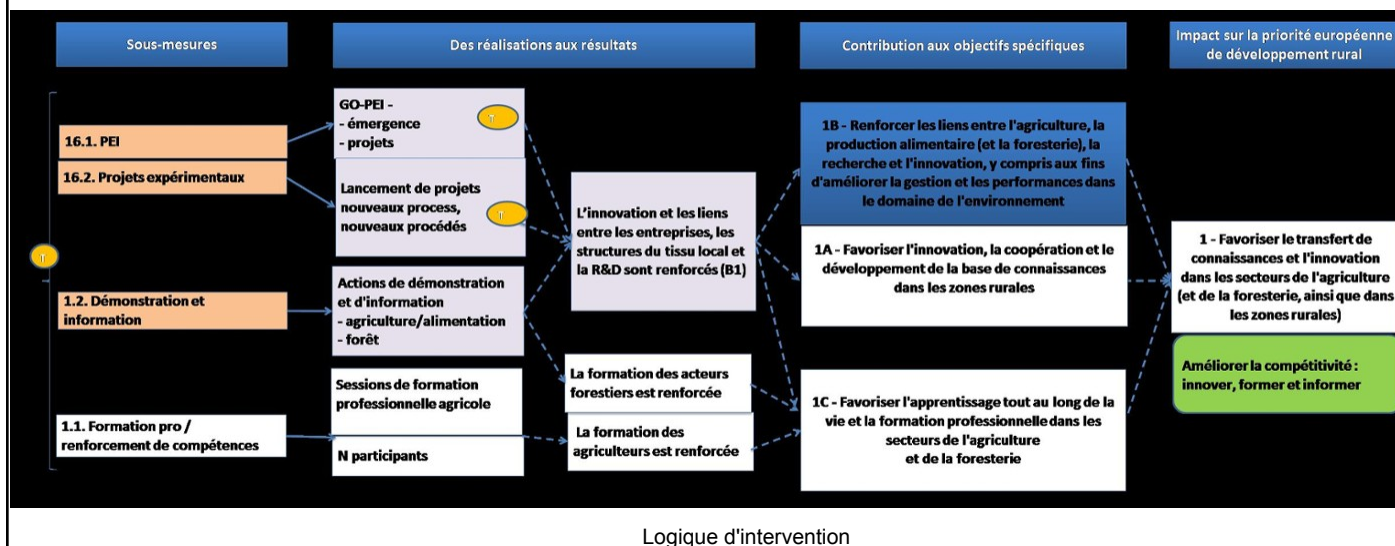 Sous-mesures
Des réalisations aux résultats
Contribution aux objectifs spécifiques
Impact sur la priorité européenne
de développement rural
16.1. PEI
16.2. Projets expérimentaux
1.2. Démonstration et
information
1.1. Formation pro /
renforcement de compétences
GO-PEI -
- émergence
- projets
Lancement de projets
nouveaux process,
nouveaux procédés
Actions de démonstration
et d'information
- agriculture/alimentation
- forêt
Sessions de formation
professionnelle agricole
N participants
L'innovation et les liens
entre les entreprises, les
structures du tissu local et
la R&D sont renforcés (B1)
La formation des acteurs
forestiers est renforcée
La formation des
agriculteurs est renforcée
1B - Renforcer les liens entre l'agriculture, la
production alimentaire (et la foresterie), la
recherche et l'innovation, y compris aux fins
d'améliorer la gestion et les performances dans
le domaine de l'environnement
1A - Favoriser l'innovation, la coopération et le
développement de la base de connaissances
dans les zones rurales
1C - Favoriser l'apprentissage tout au long de la
vie et la formation professionnelle dans les
secteurs de l'agriculture
et de la foresterie
1 - Favoriser le transfert de
connaissances et l'innovation
dans les secteurs de l'agriculture
(et de la foresterie, ainsi que dans
les zones rurales)
Améliorer la compétitivité :
innover, former et informer
Logique d'intervention